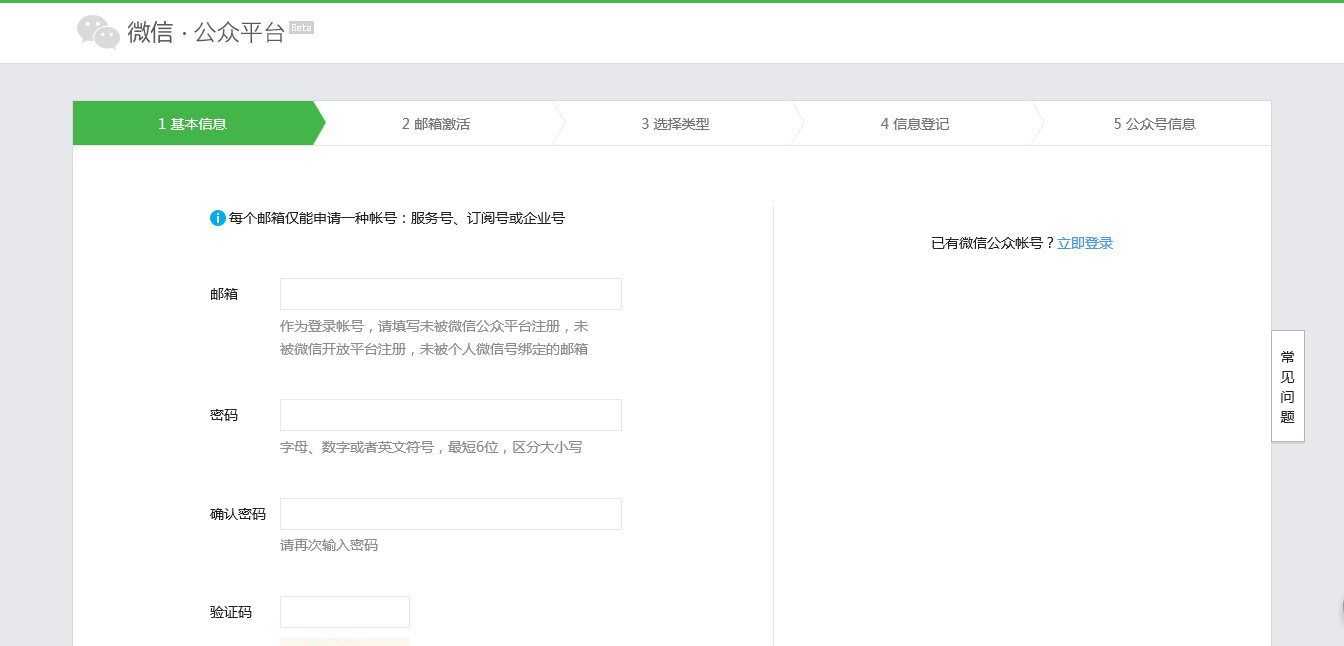 微信 · 公众平台 Beta
1 基本信息
2 邮箱激活
3 选择类型
4 信息登记
5 公众号信息
每个邮箱仅能申请一种帐号：服务号、订阅号或企业号
已有微信公众帐号？立即登录
邮箱
作为登录帐号，请填写未被微信公众平台注册，未
被微信开放平台注册，未被个人微信号绑定的邮箱
密码
字母、数字或者英文符号，最短6位，区分大小写
确认密码
请再次输入密码
验证码
常
见
问
题